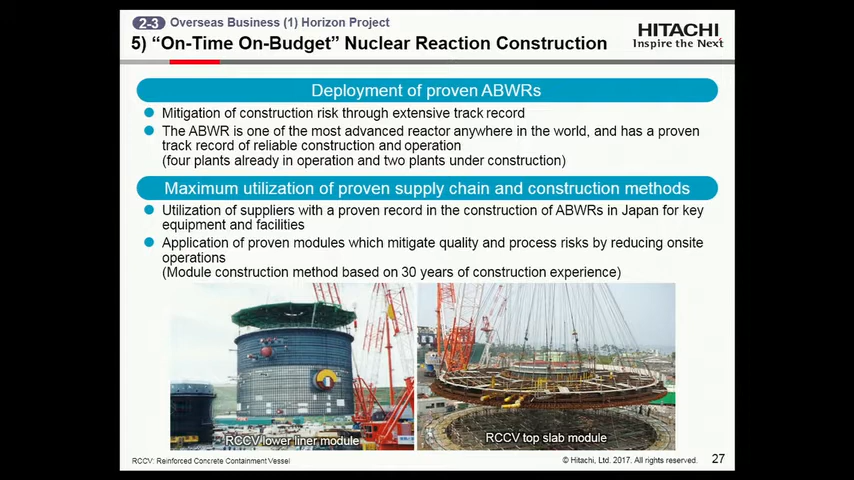 2-3 Overseas Business (1) Horizon Project
5) “On-Time On-Budget” Nuclear Reaction Construction
HITACHI
Inspire the Next
Deployment of proven ABWRs
Mitigation of construction risk through extensive track record
The ABWR is one of the most advanced reactor anywhere in the world, and has a proven
track record of reliable construction and operation
(four plants already in operation and two plants under construction)
Maximum utilization of proven supply chain and construction methods
Utilization of suppliers with a proven record in the construction of ABWRs in Japan for key
equipment and facilities
Application of proven modules which mitigate quality and process risks by reducing onsite
operations
(Module construction method based on 30 years of construction experience)
RCCV lower liner module
RCCV top slab module
RCCV: Reinforced Concrete Containment Vessel
© Hitachi, Ltd. 2017. All rights reserved.
27